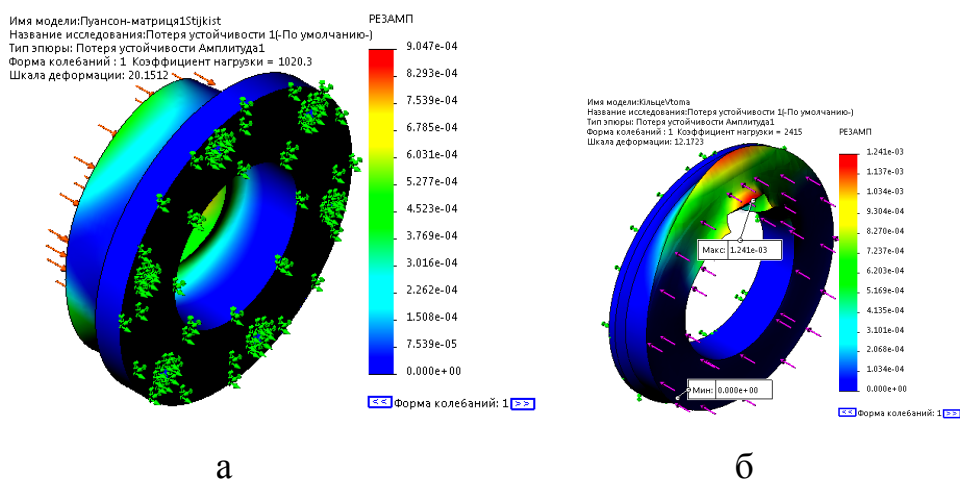 Имя модели:Пуансон-матриця1Stijkist
Название исследования:Потеря устойчивости 1(-По умолчанию-)
Тип эпюры: Потеря устойчивости Амплитуда1
Форма колебаний : 1 Коэффициент нагрузки = 1020.3
Шкала деформации: 20.1512
РЕЗАМП
9.047e-04
8.293e-04
7.539e-04
6.785e-04
6.031e-04
5.277e-04
4.523e-04
3.769e-04
3.016e-04
2.262e-04
1.508e-04
7.539e-05
0.000e+00
<< Форма колебаний: 1 >>
а
Имя модели:КільцеVtoma
Название исследования:Потеря устойчивости 1(-По умолчанию-)
Тип эпюры: Потеря устойчивости Амплитуда1
Форма колебаний : 1 Коэффициент нагрузки = 2415
Шкала деформации: 12.1723
РЕЗАМП
1.241e-03
1.137e-03
1.034e-03
9.304e-04
8.270e-04
7.237e-04
6.203e-04
5.169e-04
4.135e-04
3.101e-04
2.068e-04
1.034e-04
0.000e+00
Макс: 1.241e-03
Мин: 0.000e+00
<< Форма колебаний: 1 >>
б